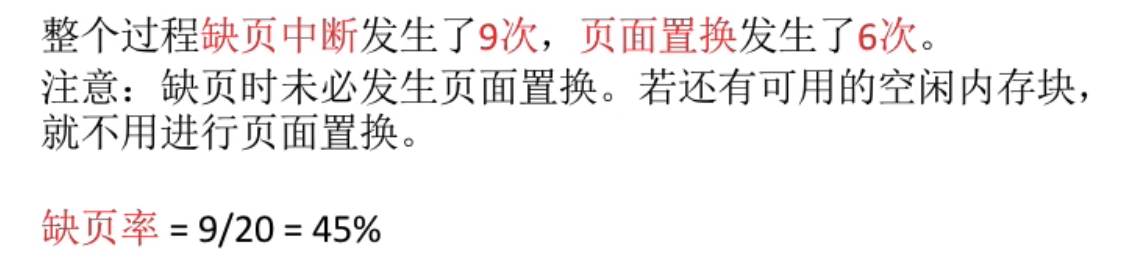 整个过程缺页中断发生了9次，页面置换发生了6次。
注意：缺页时未必发生页面置换。若还有可用的空闲内存块，
就不用进行页面置换。
缺页率 = 9/20 = 45%